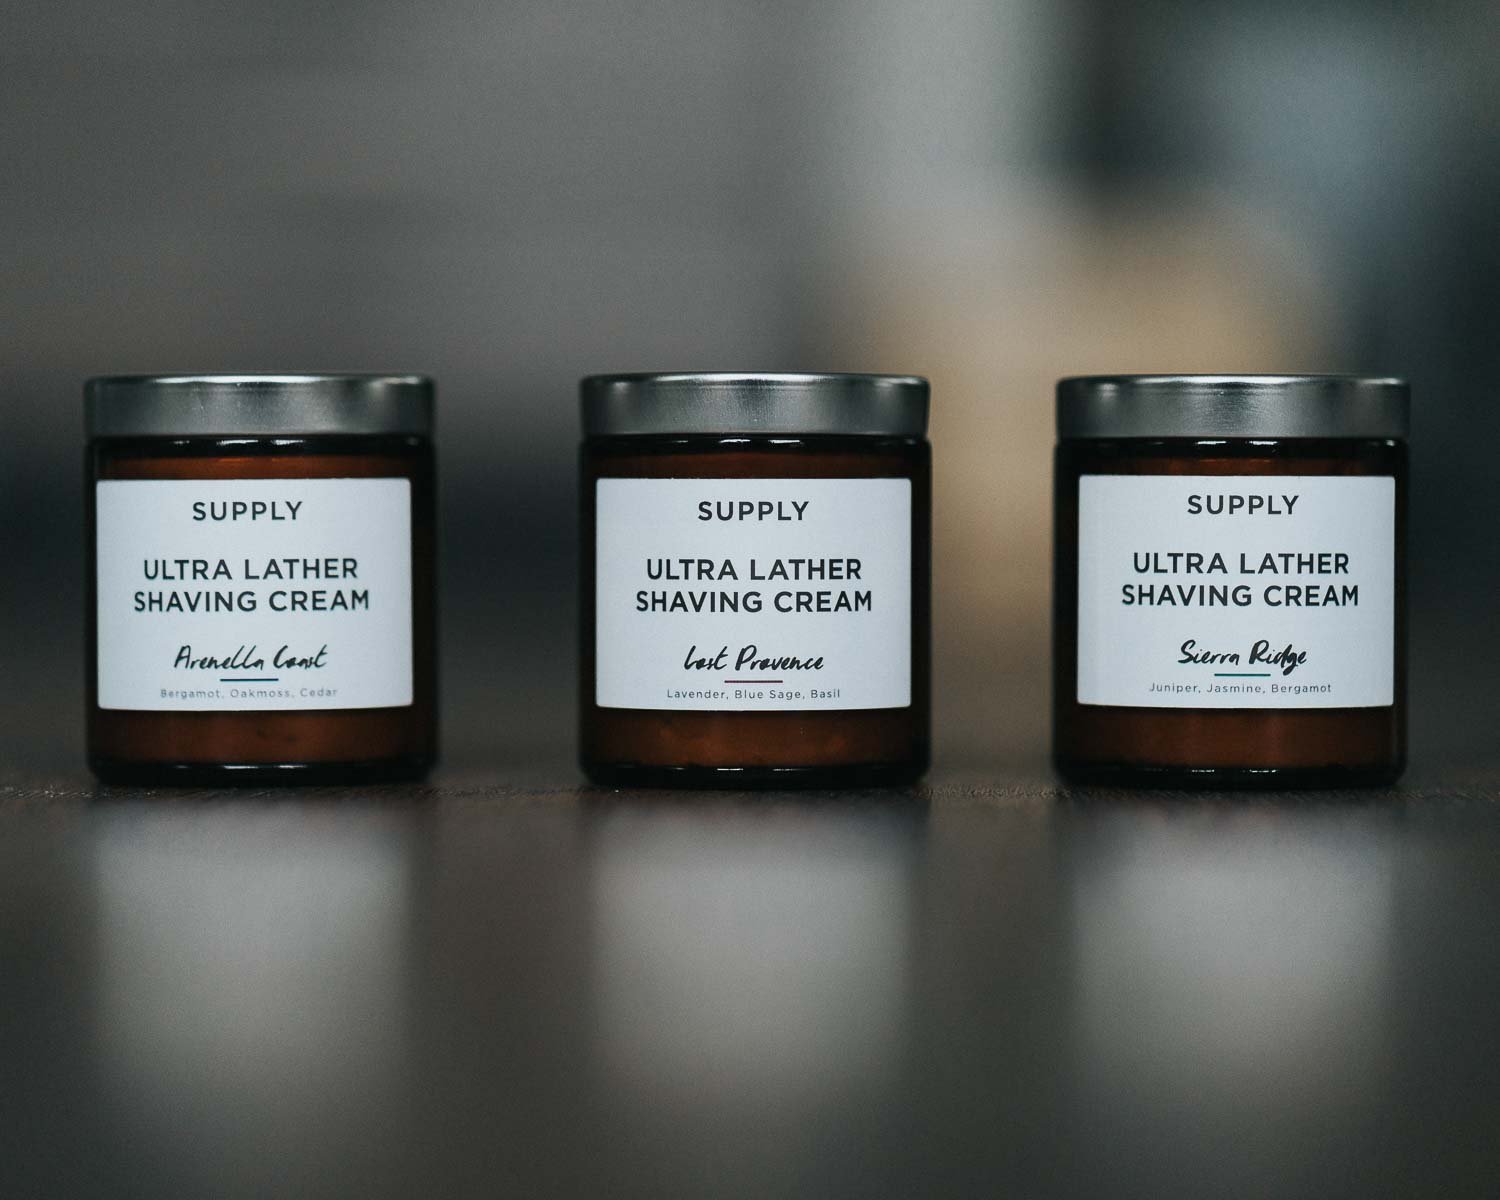 SUPPLY
ULTRA LATHER
SHAVING CREAM
Arenella Coast
Bergamot, Oakmoss, Cedar
SUPPLY
ULTRA LATHER
SHAVING CREAM
Lost Provence
Lavender, Blue Sage, Basil
SUPPLY
ULTRA LATHER
SHAVING CREAM
Sierra Ridge
Juniper, Jasmine, Bergamot